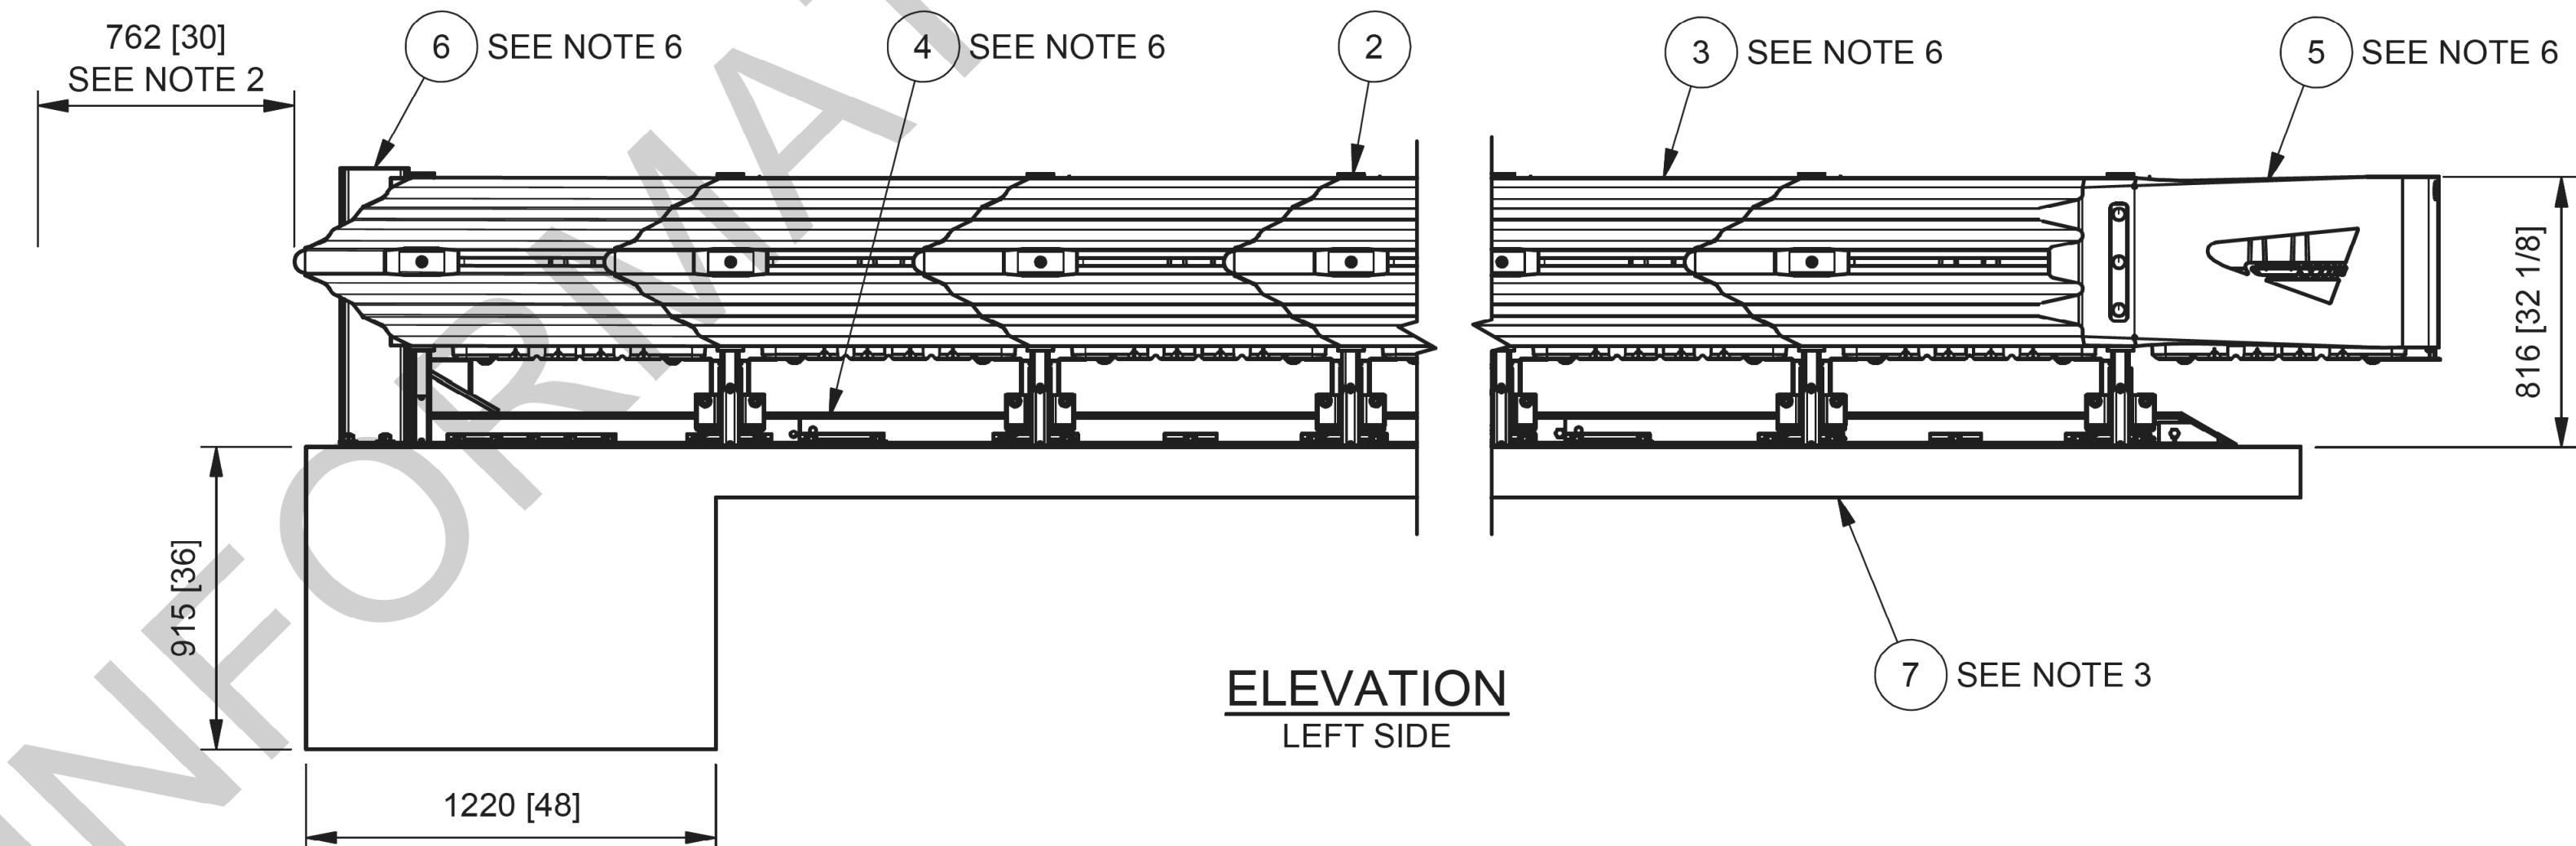 762 [30]
SEE NOTE 2
6 SEE NOTE 6
4 SEE NOTE 6
2
3 SEE NOTE 6
5 SEE NOTE 6
816 [32 1/8]
915 [36]
7 SEE NOTE 3
ELEVATION
LEFT SIDE
1220 [48]
INFORMAT